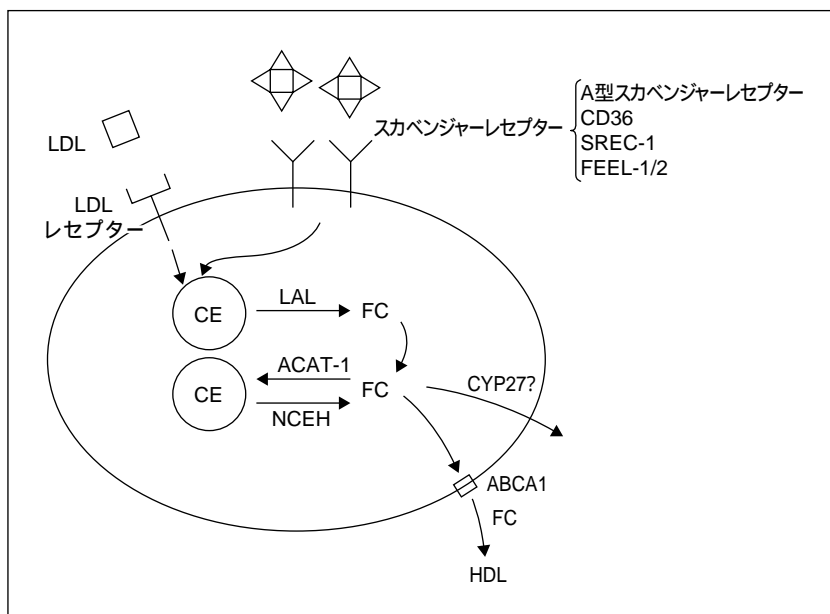 スカベンジャーレセプター
A型スカベンジャーレセプター
CD36
SREC-1
FEEL-1/2
LDL
LDL
レセプター
CE
LAL
FC
CE
ACAT-1
NCEH
FC
CYP27?
ABCA1
FC
HDL